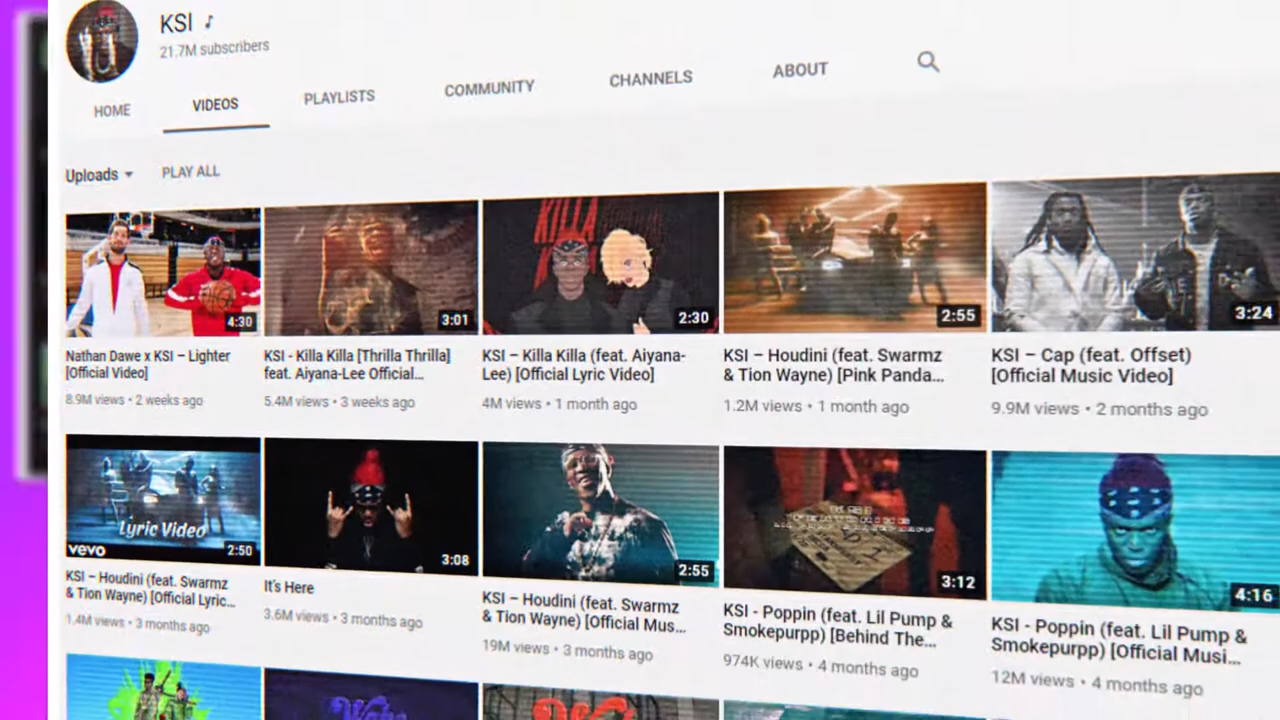 KSI ♪
21.7M subscribers
HOME VIDEOS PLAYLISTS COMMUNITY CHANNELS ABOUT
Uploads PLAY ALL
4:30 3:01 KILLA 2:30 2:55 3:24
Nathan Dawe x KSI – Lighter
[Official Video]
8.9M views • 2 weeks ago
KSI - Killa Killa [Thrilla Thrilla]
feat. Aiyana-Lee Official...
5.4M views • 3 weeks ago
KSI – Killa Killa (feat. Aiyana-
Lee) [Official Lyric Video]
4M views • 1 month ago
KSI – Houdini (feat. Swarmz
& Tion Wayne) [Pink Panda...
1.2M views • 1 month ago
KSI – Cap (feat. Offset)
[Official Music Video]
9.9M views • 2 months ago
Lyric Video
vevo 2:50 3:08 2:55 3:12 4:16
KSI – Houdini (feat. Swarmz
& Tion Wayne) [Official Lyric...
1.4M views • 3 months ago
It's Here
3.6M views • 3 months ago
KSI – Houdini (feat. Swarmz
& Tion Wayne) [Official Mus...
19M views • 3 months ago
KSI - Poppin (feat. Lil Pump &
Smokepurpp) [Behind The...
974K views • 4 months ago
KSI - Poppin (feat. Lil Pump &
Smokepurpp) [Official Musi...
12M views • 4 months ago